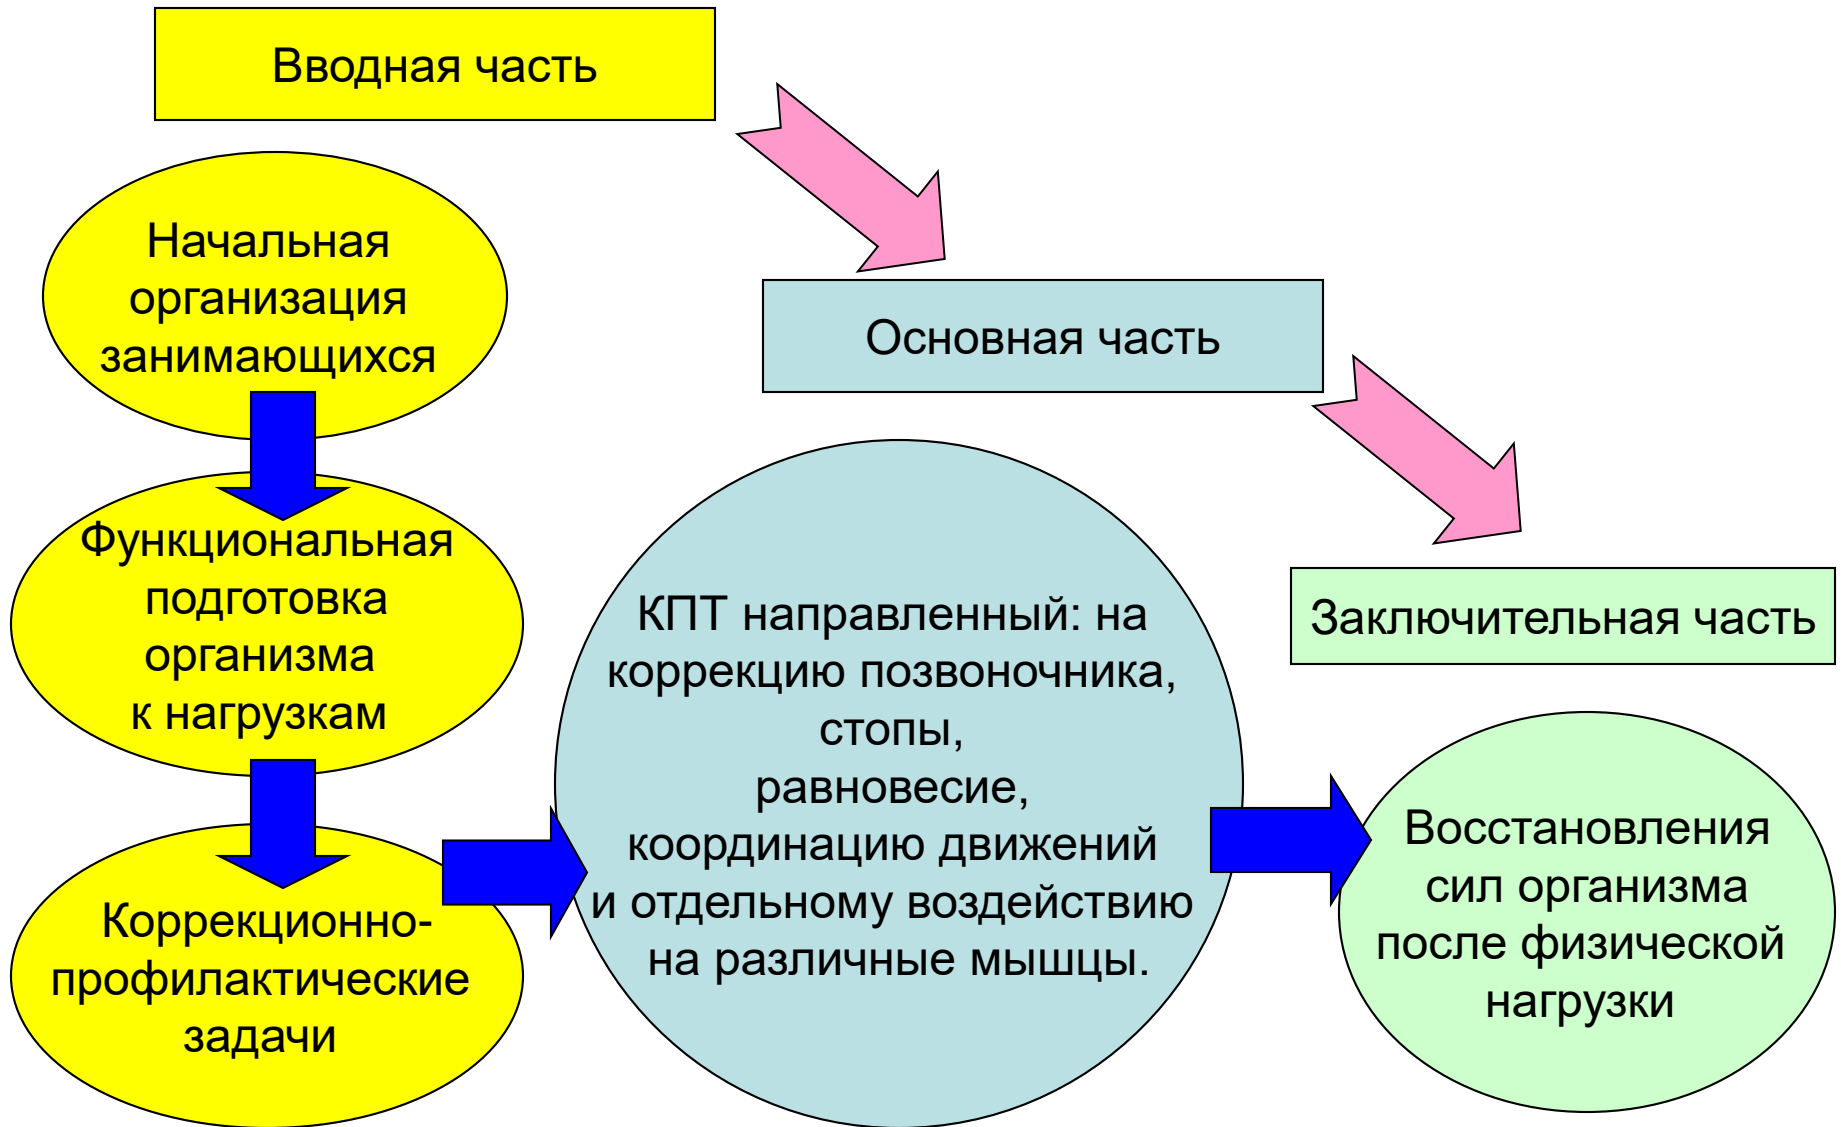 Вводная часть
Начальная
организация
занимающихся
Функциональная
подготовка
организма
к нагрузкам
Коррекционно-
профилактические
задачи
Основная часть
КПТ направленный: на
коррекцию позвоночника,
стопы,
равновесие,
координацию движений
и отдельному воздействию
на различные мышцы.
Заключительная часть
Восстановления
сил организма
после физической
нагрузки